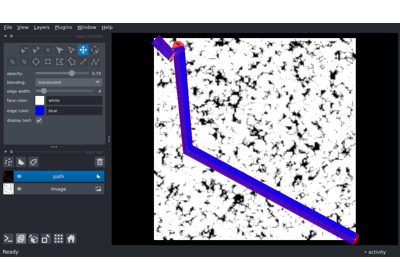 File View Layers Plugins Window Help
opacity: 0.70
blending: translucent
edge width:
face color: white
edge color: blue
display text:
path
Image
Ready
activity